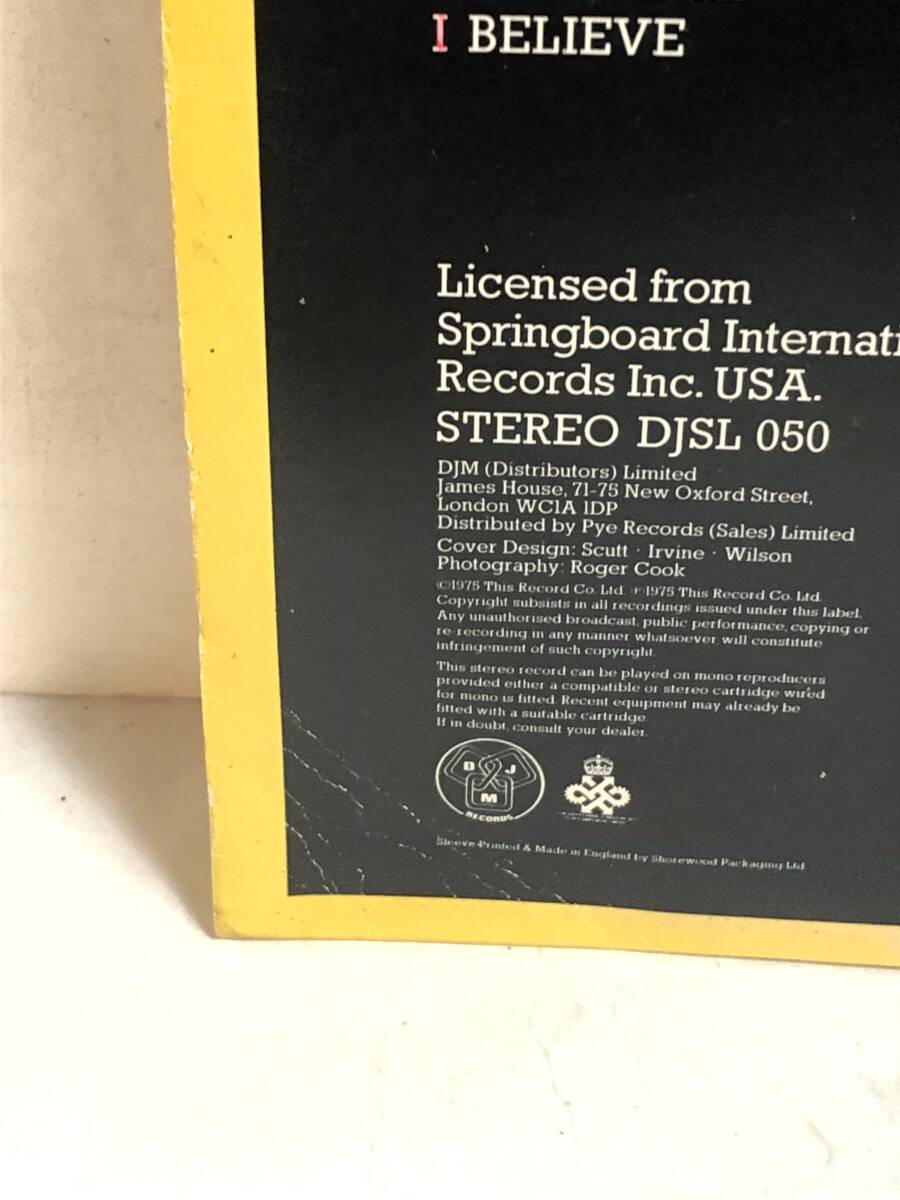 I BELIEVE
Licensed from
Springboard Internati
Records Inc. USA.
STEREO DJSL 050
DJM (Distributors) Limited
James House, 71-75 New Oxford Street,
London WC1A 1DP
Distributed by Pye Records (Sales) Limited
Cover Design: Scutt · Irvine · Wilson
Photography: Roger Cook
©1975 This Record Co. Ltd. ℗1975 This Record Co. Ltd.
Copyright subsists in all recordings issued under this label.
Any unauthorised broadcast, public performance, copying or
re-recording in any manner whatsoever will constitute
infringement of such copyright.
This stereo record can be played on mono reproducers
provided either a compatible or stereo cartridge wired
for mono is fitted. Recent equipment may already be
fitted with a suitable cartridge.
If in doubt, consult your dealer.
D J
M
RECORDS
Sleeve Printed & Made in England by Shorewood Packaging Ltd